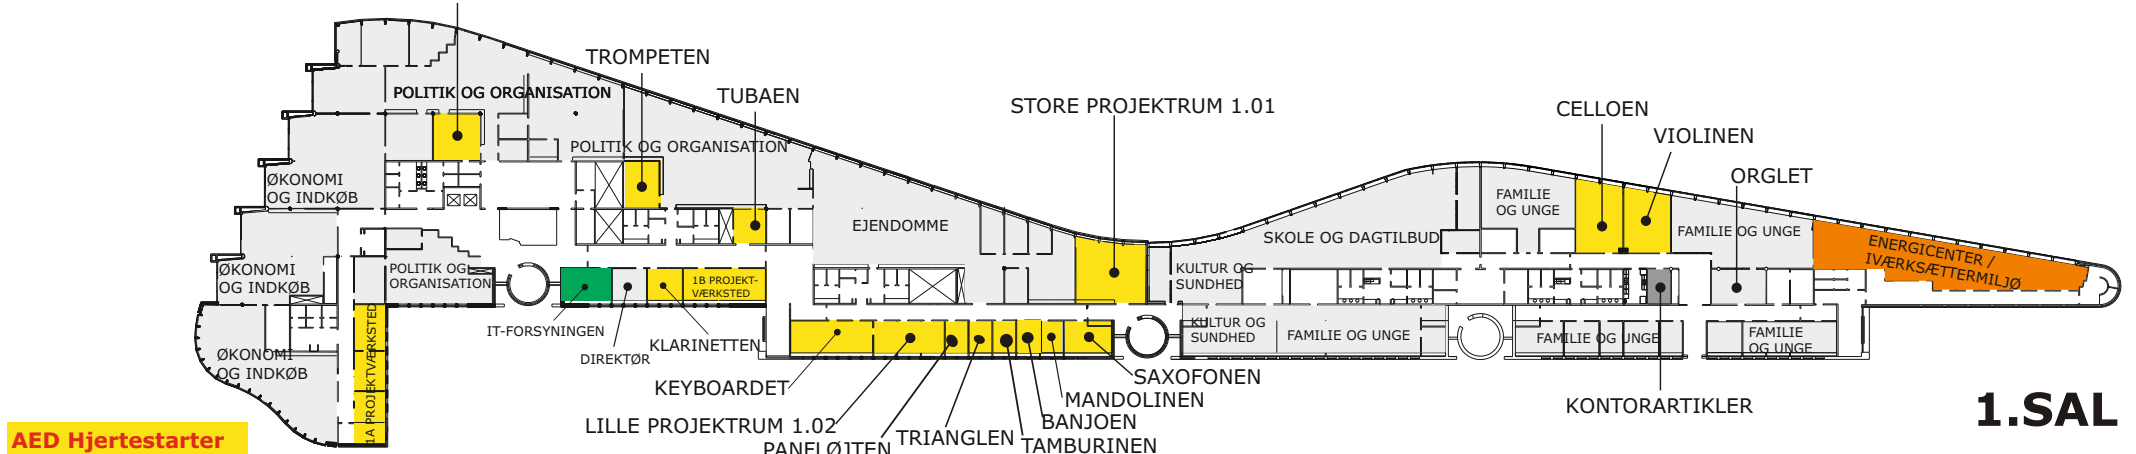 TROMPETEN
POLITIK OG ORGANISATION
TUBAEN
STORE PROJEKTRUM 1.01
CELLOEN
VIOLINEN
POLITIK OG ORGANISATION
ØKONOMI
OG INDKØB
ORGLET
FAMILIE
OG UNGE
EJENDOMME
SKOLE OG DAGTILBUD
FAMILIE OG UNGE
ENERGICENTER /
IVÆRKSÆTTERMILJØ
ØKONOMI
OG INDKØB
POLITIK OG
ORGANISATION
1B PROJEKT-
VÆRKSTED
KULTUR OG
SUNDHED
IT-FORSYNINGEN
DIREKTØR
KLARINETTEN
KULTUR OG
SUNDHED
FAMILIE OG UNGE
FAMILIE OG UNGE
FAMILIE
OG UNGE
ØKONOMI
OG INDKØB
1A PROJEKTVÆRKSTED
KEYBOARDET
SAXOFONEN
MANDOLINEN
KONTORARTIKLER
LILLE PROJEKTRUM 1.02
BANJOEN
PANFLØJTEN
TRIANGLEN
TAMBURINEN
1.SAL
AED Hjertestarter